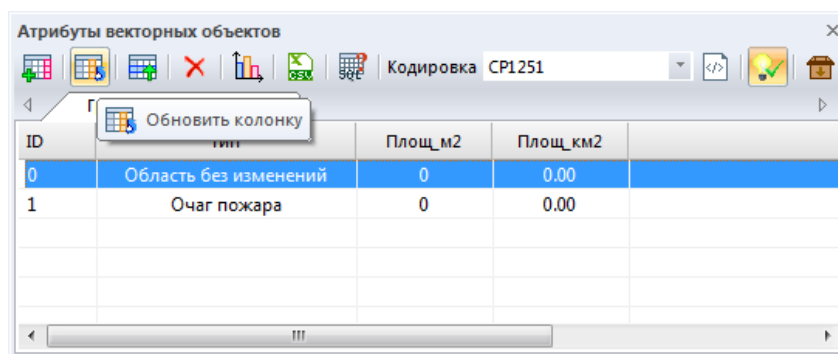 Атрибуты векторных объектов
Кодировка CP1251
Обновить колонку
ID Площ_м2 Площ_км2
0 Область без изменений 0 0.00
1 Очаг пожара 0 0.00